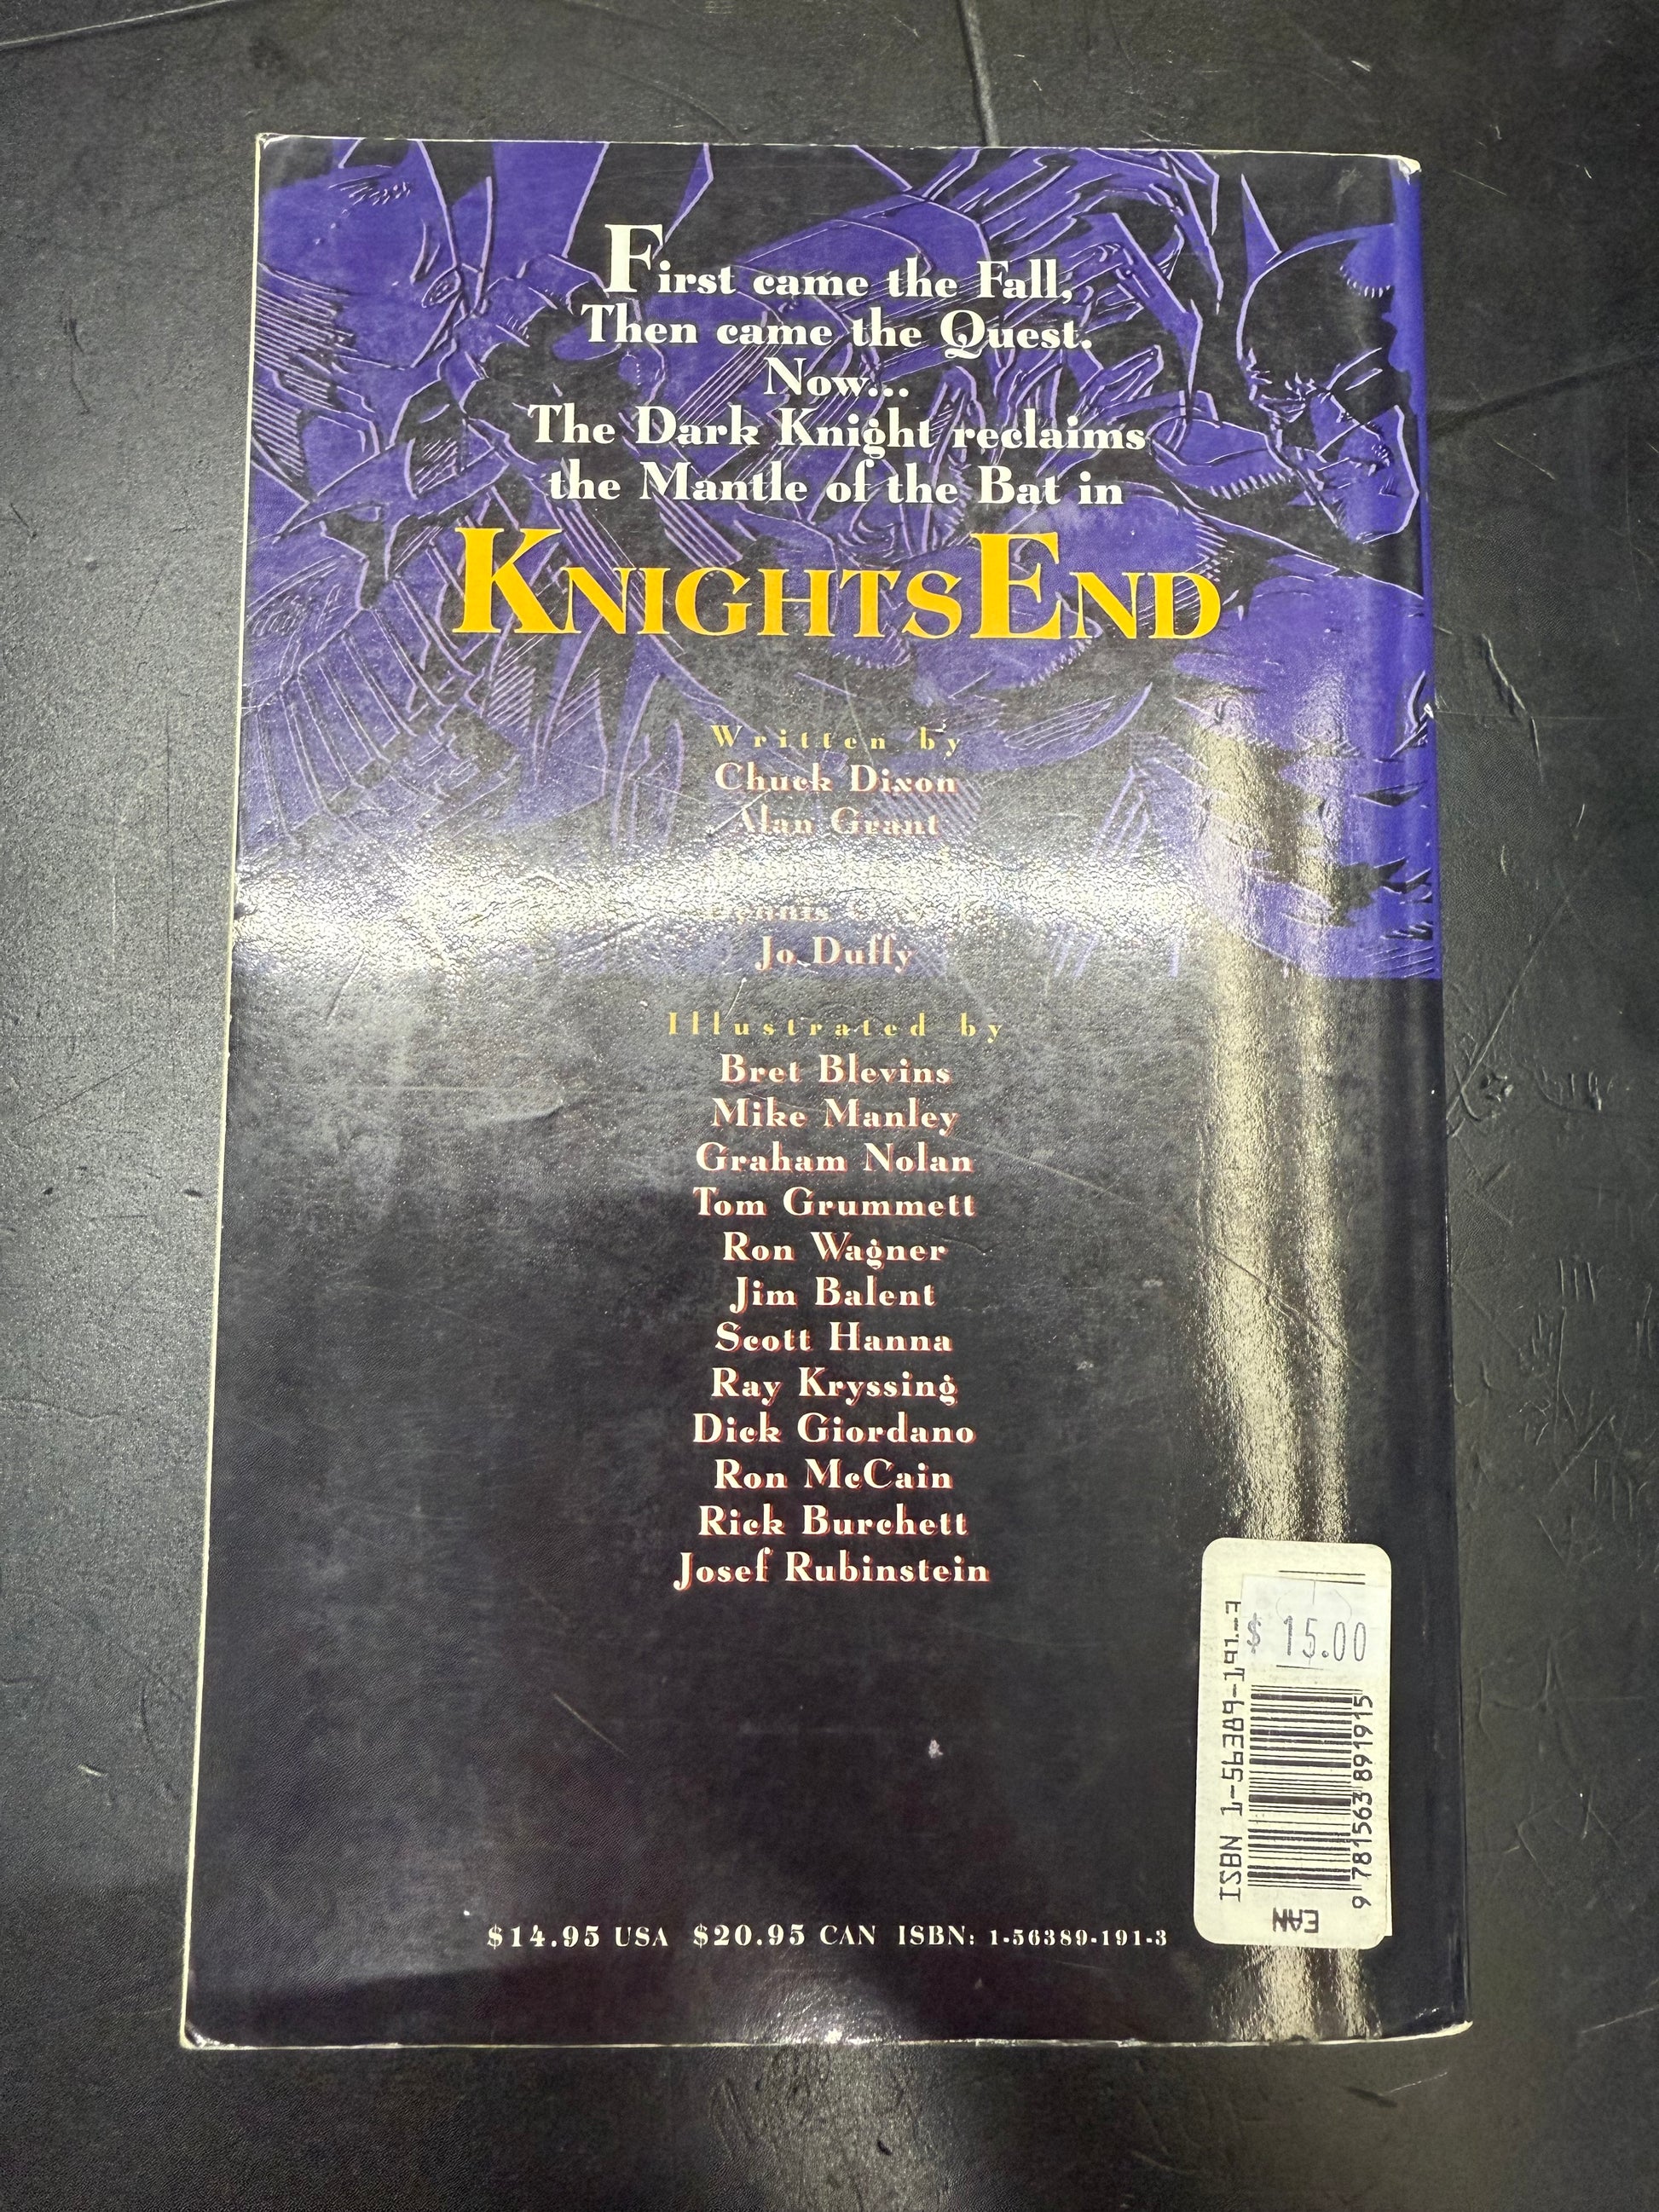 First came the Fall,
Then came the Quest.
Now...
The Dark Knight reclaims
the Mantle of the Bat in
KNIGHTSEND
Written by
Chuck Dixon
Alan Grant
Dennis
Jo Duffy
Illustrated by
Bret Blevins
Mike Manley
Graham Nolan
Tom Grummett
Ron Wagner
Jim Balent
Scott Hanna
Ray Kryssing
Dick Giordano
Ron McCain
Rick Burchett
Josef Rubinstein
$14.95 USA $20.95 CAN ISBN: 1-56389-191-3
$ 15.00
ISBN 1-56389-191-3
9 781563 891915
EAN